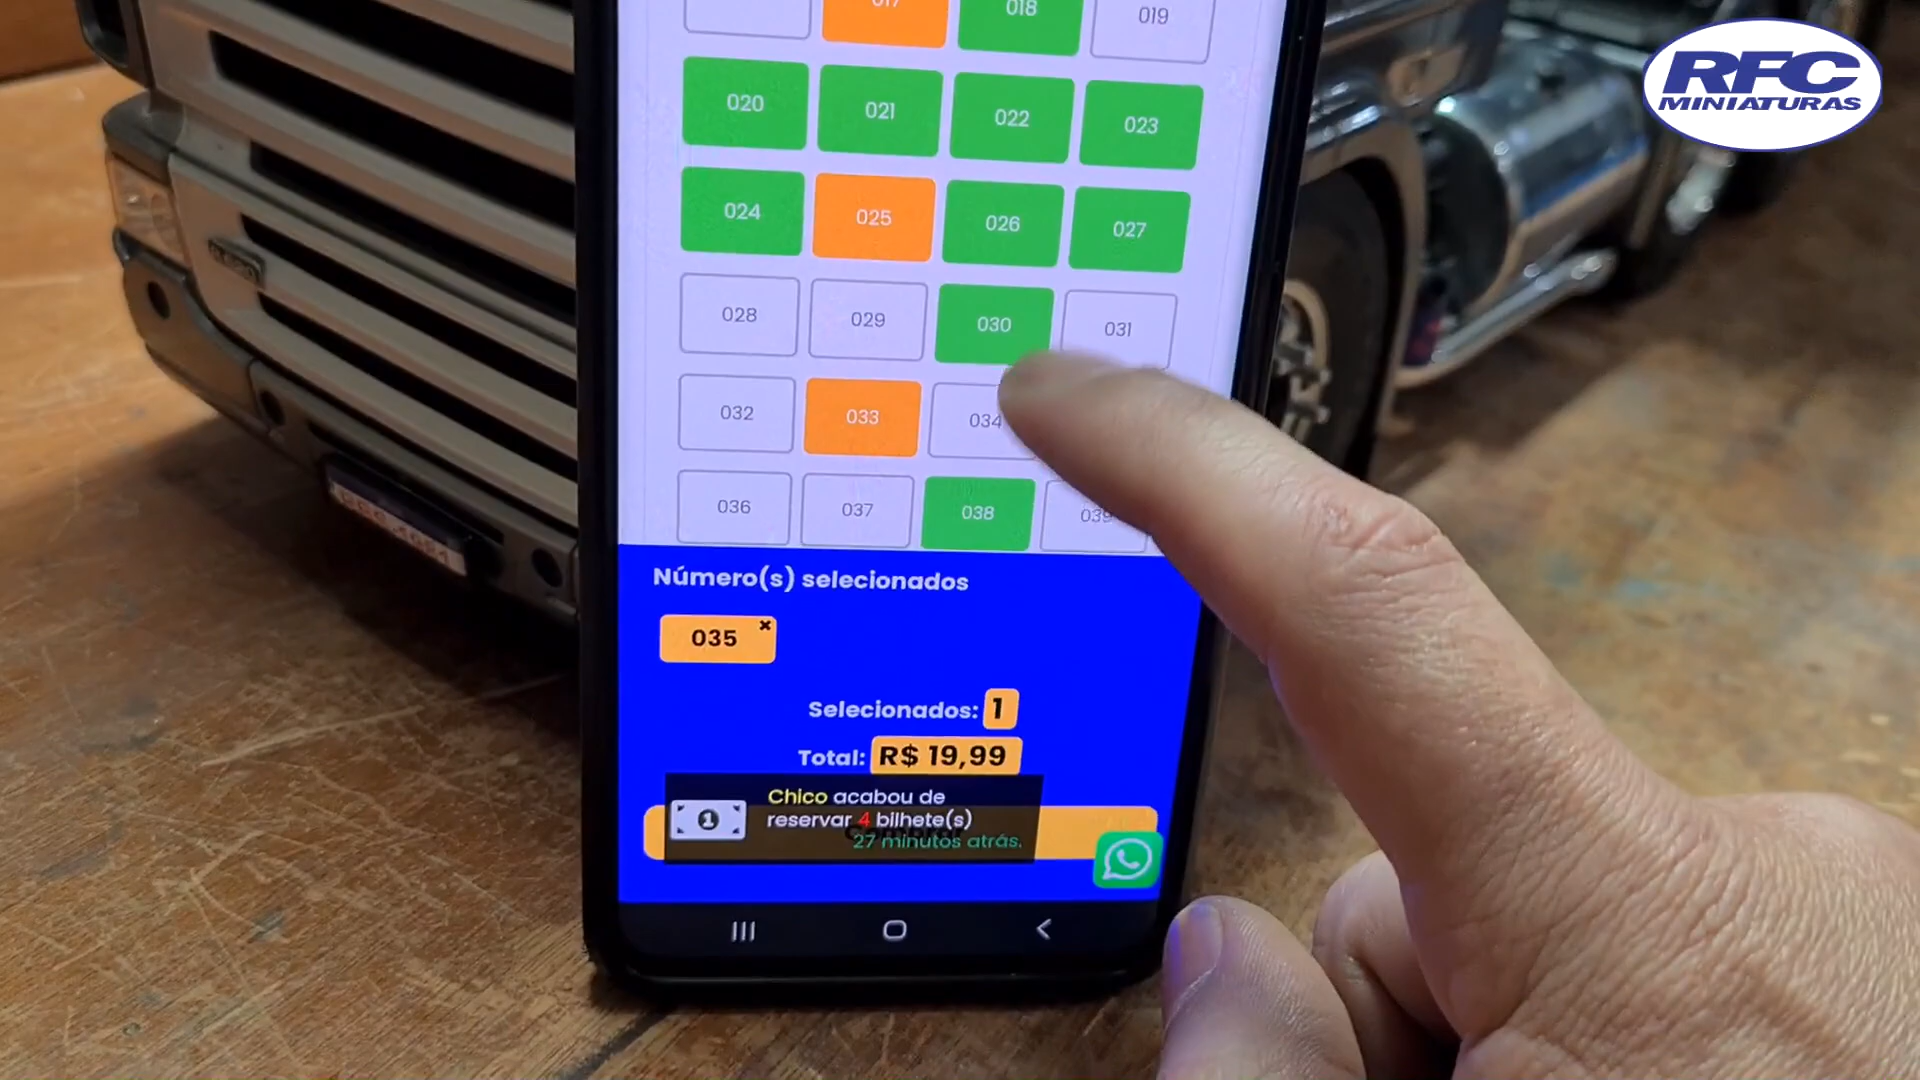 RFC
MINIATURAS
017 018 019
020 021 022 023
024 025 026 027
028 029 030 031
032 033 034
036 037 038 039
Número(s) selecionados
035 ×
Selecionados: 1
Total: R$ 19,99
Chico acabou de
reservar 4 bilhete(s)
27 minutos atrás.